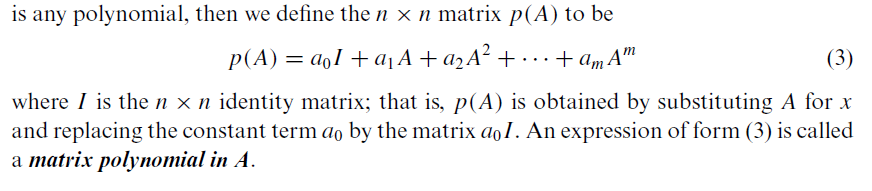 is any polynomial, then we define the n × n matrix p(A) to be
p(A) = a₀I + a₁A + a₂A² + ··· + aₘAᵐ (3)
where I is the n × n identity matrix; that is, p(A) is obtained by substituting A for x
and replacing the constant term a₀ by the matrix a₀I. An expression of form (3) is called
a matrix polynomial in A.